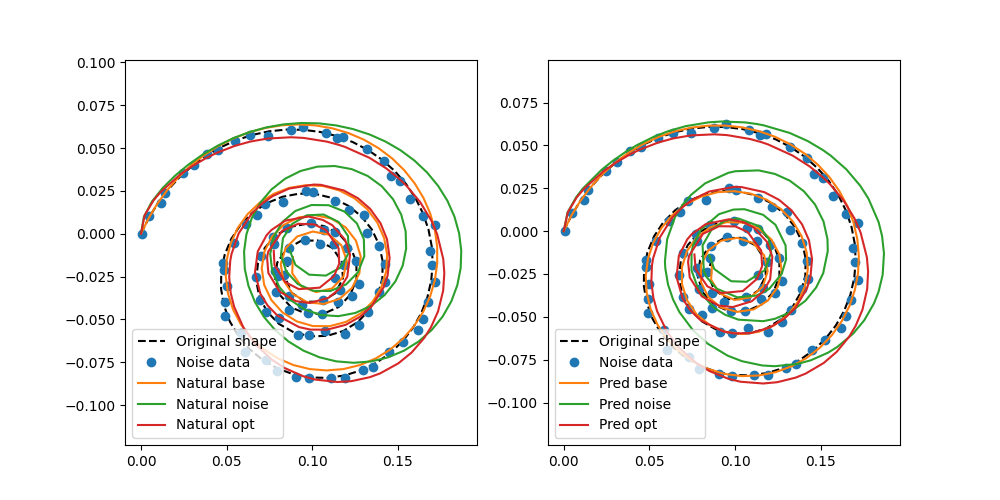 0.100
0.075
0.050
0.025
0.000
−0.025
−0.050
−0.075
−0.100
0.00 0.05 0.10 0.15
Original shape
Noise data
Natural base
Natural noise
Natural opt
0.075
0.050
0.025
0.000
−0.025
−0.050
−0.075
−0.100
0.00 0.05 0.10 0.15
Original shape
Noise data
Pred base
Pred noise
Pred opt